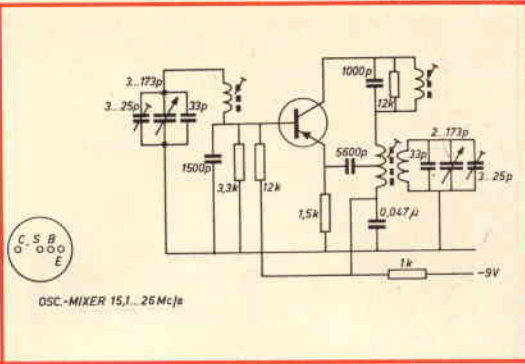 3...173p
3...25p
33p
1500p
3,3k
12k
1000p
12k
5600p
1,5k
33p
2...173p
3...25p
0,047µ
1k
-9V
C S B
E
OSC.-MIXER 15,1... 26 Mc/s